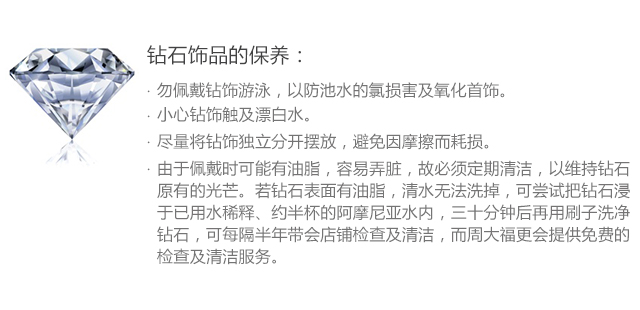 钻石饰品的保养：
· 勿佩戴钻饰游泳，以防池水的氯损害及氧化首饰。
· 小心钻饰触及漂白水。
· 尽量将钻饰独立分开摆放，避免因摩擦而耗损。
· 由于佩戴时可能有油脂，容易弄脏，故必须定期清洁，以维持钻石
原有的光芒。若钻石表面有油脂，清水无法洗掉，可尝试把钻石浸
于已用水稀释、约半杯的阿摩尼亚水内，三十分钟后再用刷子洗净
钻石，可每隔半年带会店铺检查及清洁，而周大福更会提供免费的
检查及清洁服务。